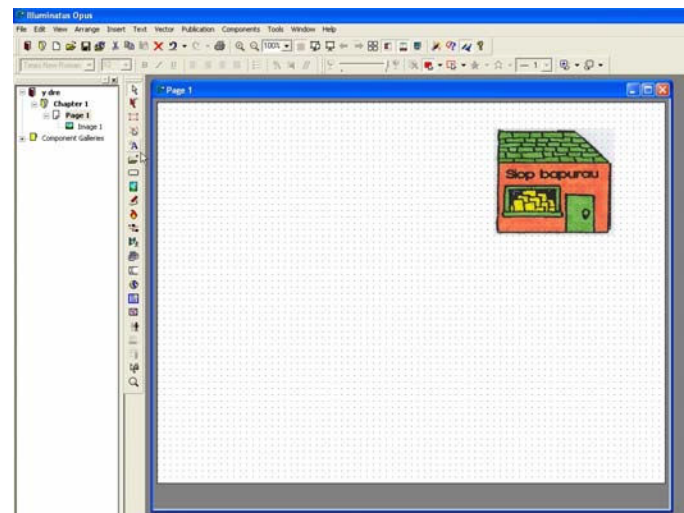 Illuminatus Opus
File Edit View Arrange Insert Text Vector Publication Components Tools Window Help
100%
Times New Roman
1
y dre
Chapter 1
Page 1
Image 1
Component Galleries
Page 1
Siop bapurau